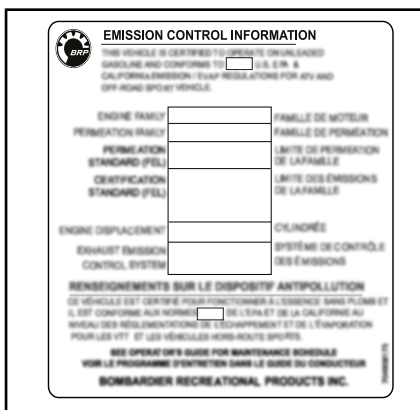 BRP
EMISSION CONTROL INFORMATION
THIS VEHICLE IS CERTIFIED TO OPERATE ON UNLEADED
GASOLINE AND CONFORMS TO U.S. EPA &
CALIFORNIA EMISSION / EVAP REGULATIONS FOR ATV AND
OFF-ROAD SPORT VEHICLE.
ENGINE FAMILY FAMILLE DE MOTEUR
PERMEATION FAMILY FAMILLE DE PERMÉATION
PERMEATION LIMITE DE PERMEATION
STANDARD (FEL) DE LA FAMILLE
CERTIFICATION LIMITE DES ÉMISSIONS
STANDARD (FEL) DE LA FAMILLE
ENGINE DISPLACEMENT CYLINDRÉE
EXHAUST EMISSION SYSTÈME DE CONTRÔLE
CONTROL SYSTEM DES ÉMISSIONS
RENSEIGNEMENTS SUR LE DISPOSITIF ANTIPOLLUTION
CE VÉHICULE EST CERTIFIÉ POUR FONCTIONNER À L'ESSENCE SANS PLOMB ET
IL EST CONFORME AUX NORMES DE L'EPA ET DE LA CALIFORNIE AU
NIVEAU DES RÉGLEMENTATIONS DE L'ÉCHAPPEMENT ET DE L'ÉVAPORATION
POUR LES VTT ET LES VÉHICULES HORS-ROUTE SPORTS.
SEE OPERATOR'S GUIDE FOR MAINTENANCE SCHEDULE
VOIR LE PROGRAMME D'ENTRETIEN DANS LE GUIDE DU CONDUCTEUR
BOMBARDIER RECREATIONAL PRODUCTS INC.